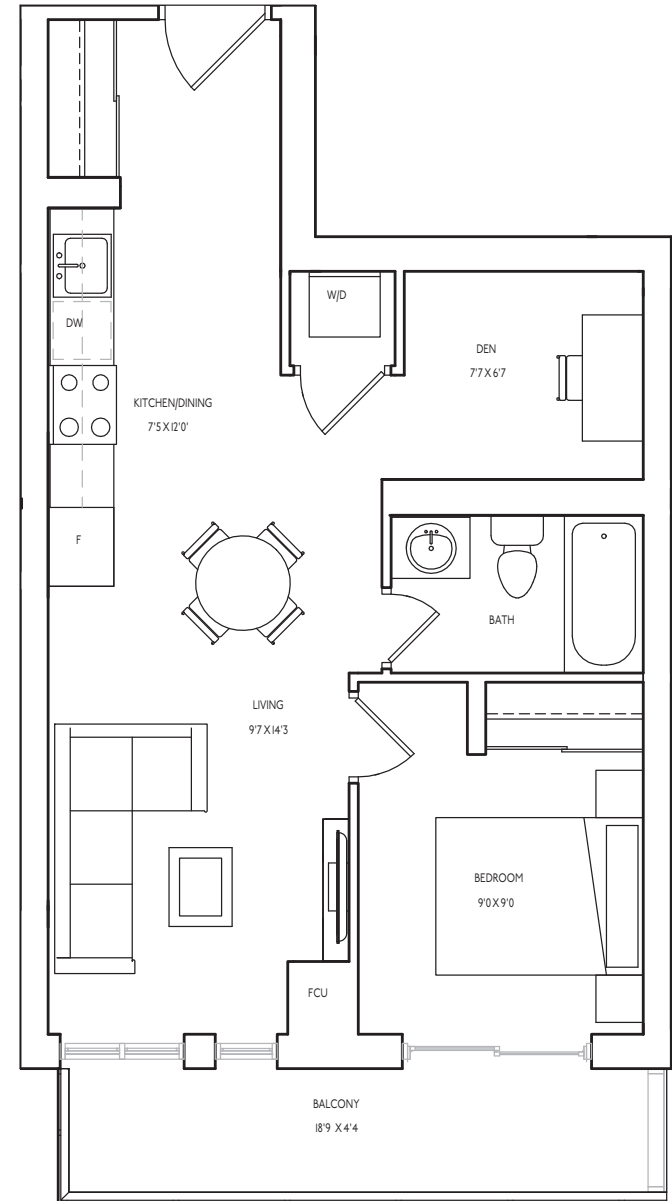 W/D
DW
DEN
7'7 X 6'7
KITCHEN/DINING
7'5 X 12'0'
F
BATH
LIVING
9'7 X 14'3
BEDROOM
9'0 X 9'0
FCU
BALCONY
18'9 X 4'4